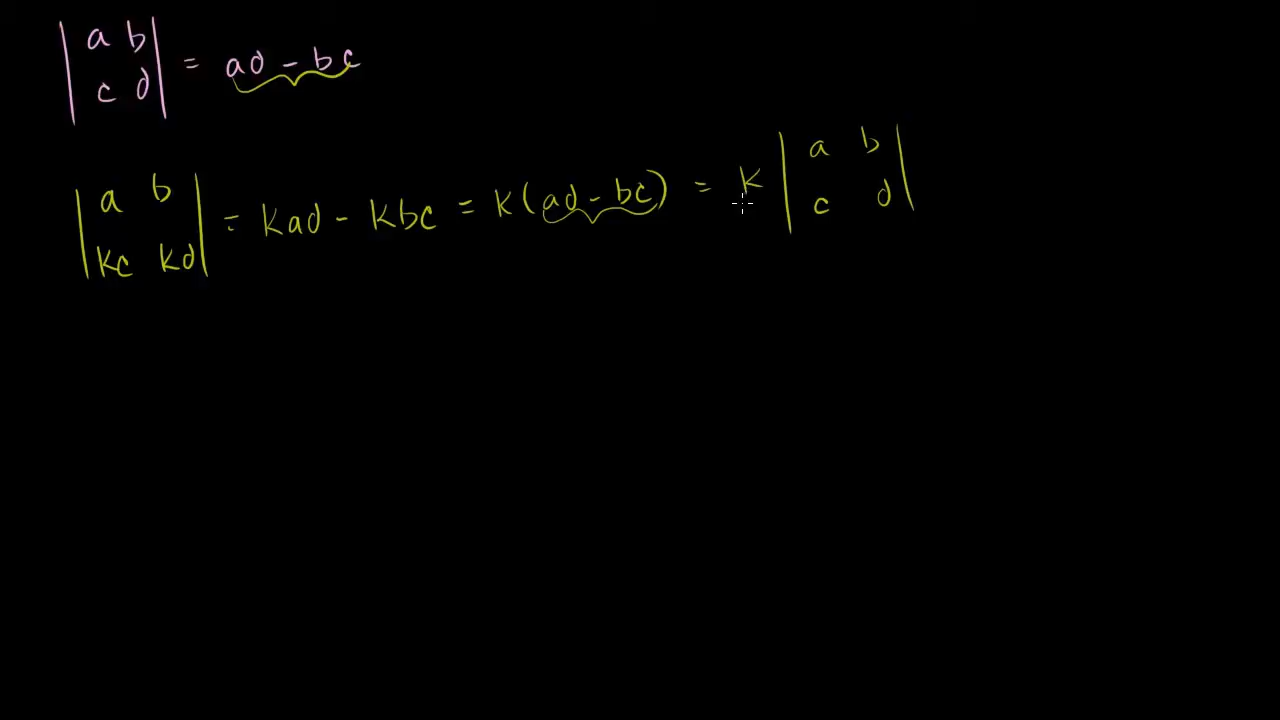 | a b | = ad - bc
| c d |
| a b | = kad - kbc = k(ad - bc) = k | a b |
| kc kd | | c d |